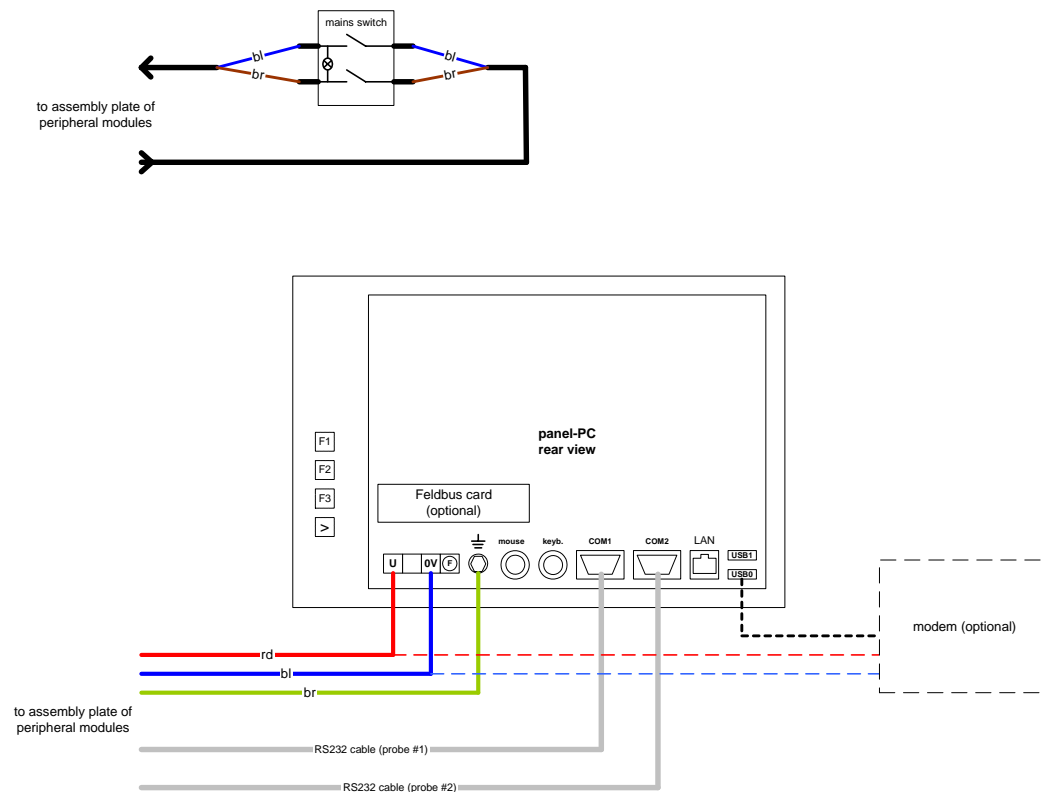 mains switch
bl
bl
br
br
to assembly plate of
peripheral modules
panel-PC
rear view
F1
F2
F3
>
Feldbus card
(optional)
mouse
keyb.
COM1
COM2
LAN
U
0V
F
USB1
USB0
modem (optional)
rd
bl
br
to assembly plate of
peripheral modules
RS232 cable (probe #1)
RS232 cable (probe #2)